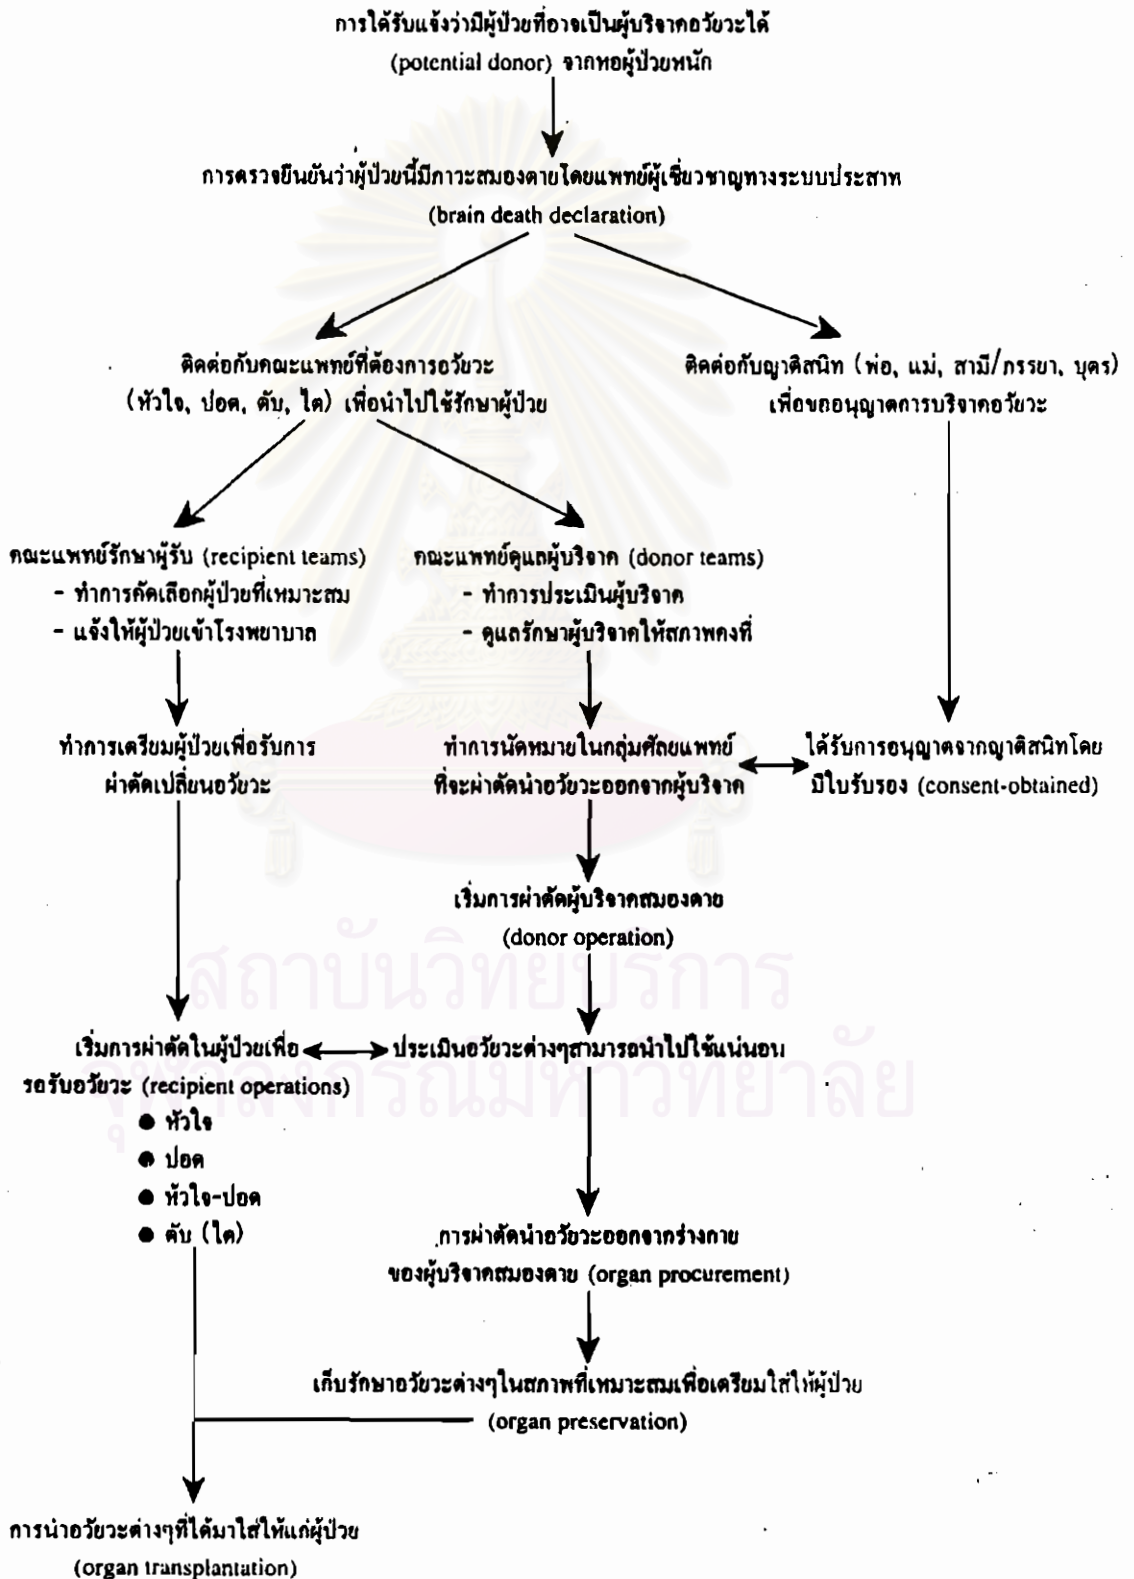 การได้รับแจ้งว่ามีผู้ป่วยที่อาจเป็นผู้บริจาคอวัยวะได้
(potential donor) จากหอผู้ป่วยหนัก
การตรวจยืนยันว่าผู้ป่วยนี้มีภาวะสมองตายโดยแพทย์ผู้เชี่ยวชาญทางระบบประสาท
(brain death declaration)
ติดต่อกับคณะแพทย์ที่ต้องการอวัยวะ
(หัวใจ, ปอด, ตับ, ไต) เพื่อนำไปใช้รักษาผู้ป่วย
ติดต่อกับญาติสนิท (พ่อ, แม่, สามี/ภรรยา, บุตร)
เพื่อขออนุญาตการบริจาคอวัยวะ
คณะแพทย์รักษาผู้รับ (recipient teams)
- ทำการคัดเลือกผู้ป่วยที่เหมาะสม
- แจ้งให้ผู้ป่วยเข้าโรงพยาบาล
คณะแพทย์ดูแลผู้บริจาค (donor teams)
- ทำการประเมินผู้บริจาค
- ดูแลรักษาผู้บริจาคให้สภาพคงที่
ทำการเตรียมผู้ป่วยเพื่อรับการ
ผ่าตัดเปลี่ยนอวัยวะ
ทำการนัดหมายในกลุ่มศัลยแพทย์
ที่จะผ่าตัดนำอวัยวะออกจากผู้บริจาค
ได้รับการอนุญาตจากญาติสนิทโดย
มีใบรับรอง (consent-obtained)
เริ่มการผ่าตัดผู้บริจาคสมองตาย
(donor operation)
สถาบันวิทยบริการ
จุฬาลงกรณ์มหาวิทยาลัย
เริ่มการผ่าตัดในผู้ป่วยเพื่อ
รอรับอวัยวะ (recipient operations)
● หัวใจ
● ปอด
● หัวใจ-ปอด
● ตับ (ไต)
ประเมินอวัยวะต่างๆสามารถนำไปใช้แน่นอน
การผ่าตัดนำอวัยวะออกจากร่างกาย
ของผู้บริจาคสมองตาย (organ procurement)
เก็บรักษาอวัยวะต่างๆในสภาพที่เหมาะสมเพื่อเตรียมใส่ให้ผู้ป่วย
(organ preservation)
การนำอวัยวะต่างๆที่ได้มาใส่ให้แก่ผู้ป่วย
(organ transplantation)